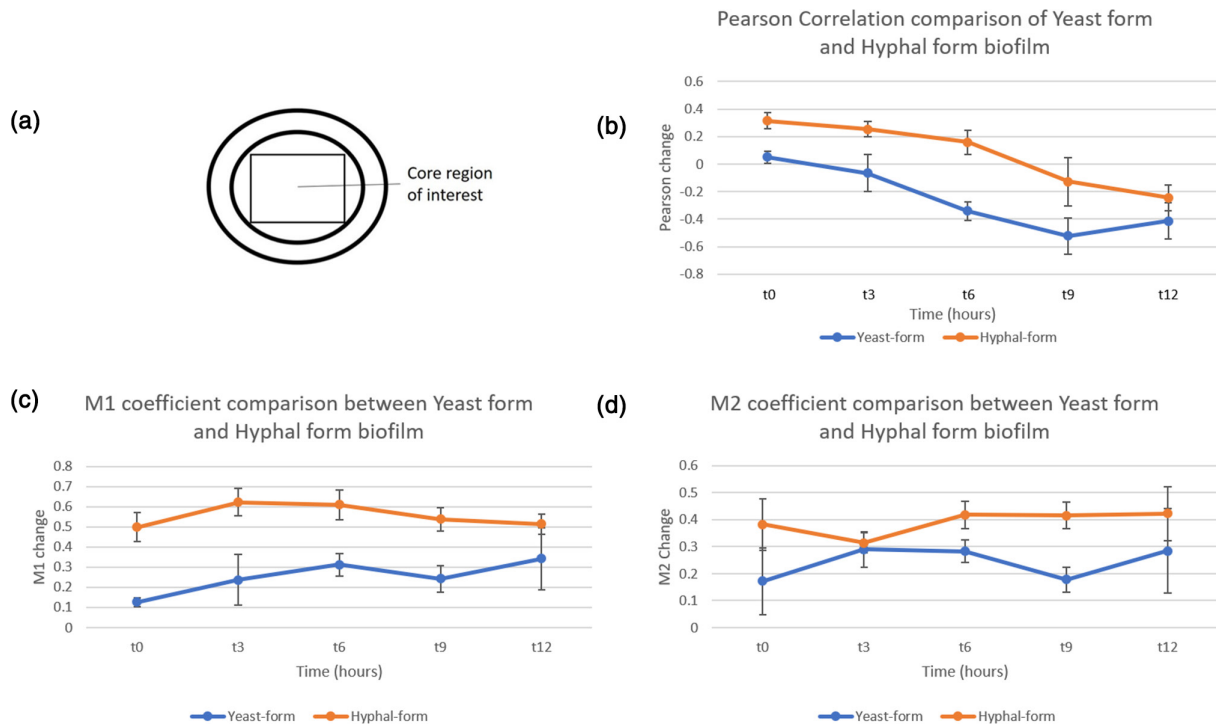 (a)
Core region
of interest
(b)
Pearson Correlation comparison of Yeast form
and Hyphal form biofilm
Pearson change
0.6
0.4
0.2
0
-0.2
-0.4
-0.6
-0.8
t0 t3 t6 t9 t12
Time (hours)
Yeast-form Hyphal-form
(c)
M1 coefficient comparison between Yeast form
and Hyphal form biofilm
M1 change
0.8
0.7
0.6
0.5
0.4
0.3
0.2
0.1
0
t0 t3 t6 t9 t12
Time (hours)
Yeast-form Hyphal-form
(d)
M2 coefficient comparison between Yeast form
and Hyphal form biofilm
M2 Change
0.6
0.5
0.4
0.3
0.2
0.1
0
t0 t3 t6 t9 t12
Time (hours)
Yeast-form Hyphal-form